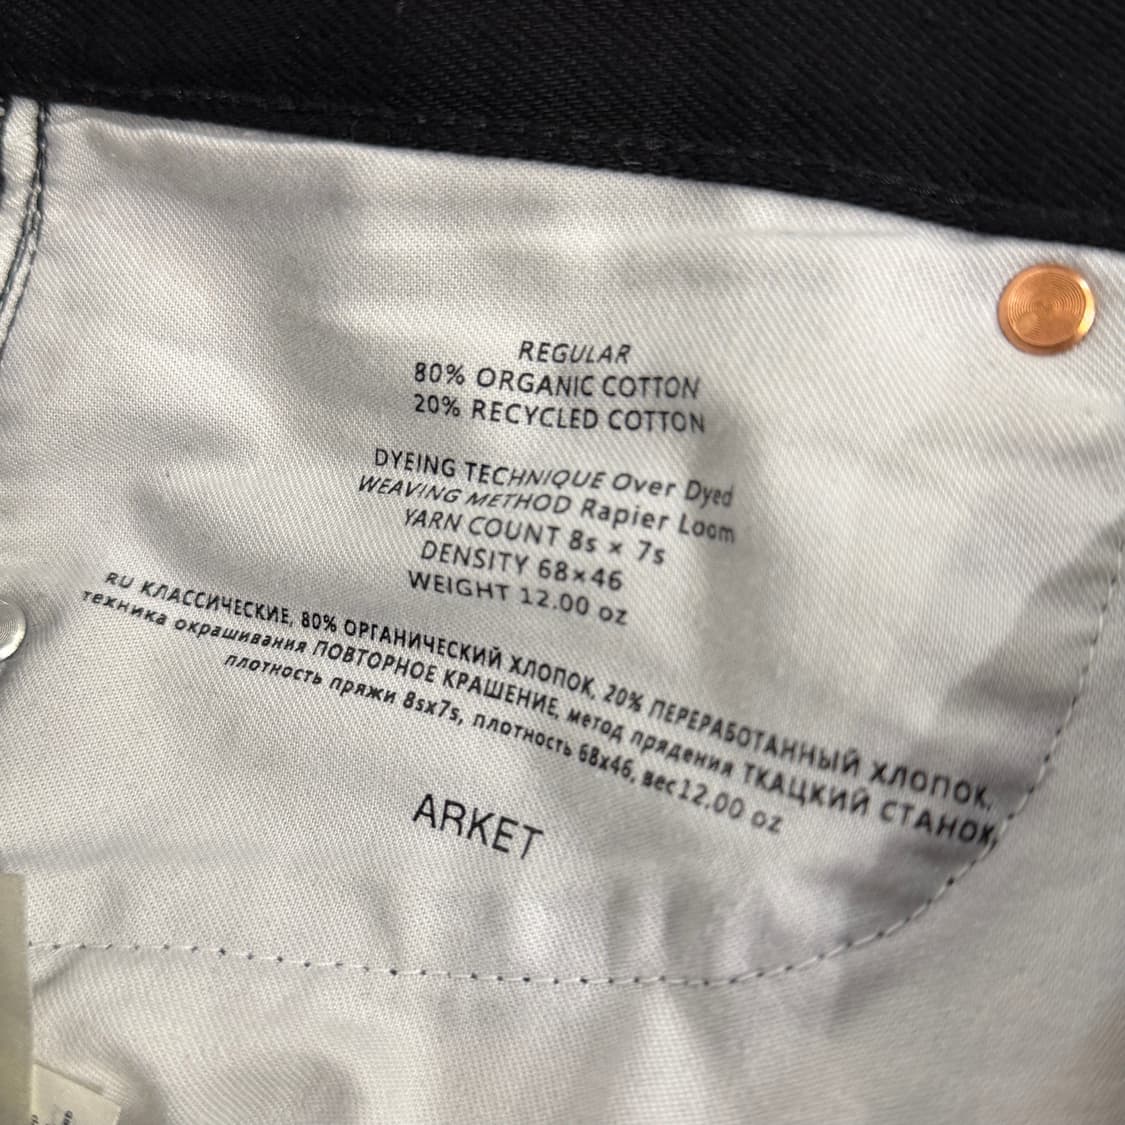 REGULAR
80% ORGANIC COTTON
20% RECYCLED COTTON
DYEING TECHNIQUE Over Dyed
WEAVING METHOD Rapier Loom
YARN COUNT 8s × 7s
DENSITY 68×46
WEIGHT 12.00 oz
RU КЛАССИЧЕСКИЕ, 80% ОРГАНИЧЕСКИЙ ХЛОПОК, 20% ПЕРЕРАБОТАННЫЙ ХЛОПОК,
техника окрашивания ПОВТОРНОЕ КРАШЕНИЕ, метод прядения ТКАЦКИЙ СТАНОК,
плотность пряжи 8sx7s, плотность 68x46, вес12.00 oz
ARKET